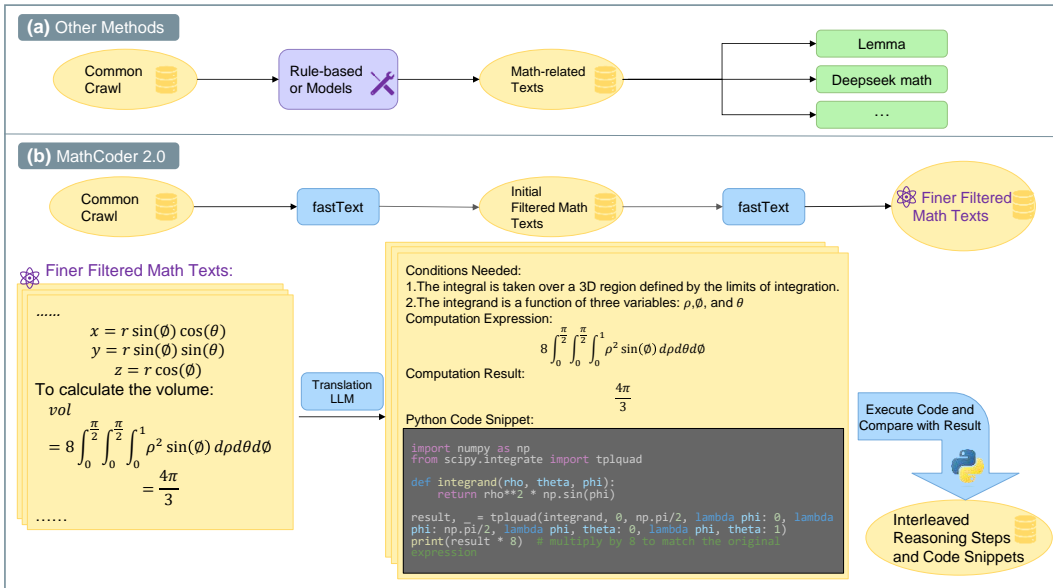 (a) Other Methods
Common
Crawl
Rule-based
or Models
Math-related
Texts
Lemma
Deepseek math
...
(b) MathCoder 2.0
Common
Crawl
fastText
Initial
Filtered Math
Texts
fastText
Finer Filtered
Math Texts
Finer Filtered Math Texts:
......
x = r sin(∅) cos(θ)
y = r sin(∅) sin(θ)
z = r cos(∅)
To calculate the volume:
vol
= 8 ∫_0^{π/2} ∫_0^{π/2} ∫_0^1 ρ² sin(∅) dρdθd∅
= 4π/3
......
Translation
LLM
Conditions Needed:
1.The integral is taken over a 3D region defined by the limits of integration.
2.The integrand is a function of three variables: ρ,∅, and θ
Computation Expression:
8 ∫_0^{π/2} ∫_0^{π/2} ∫_0^1 ρ² sin(∅) dρdθd∅
Computation Result:
4π/3
Python Code Snippet:
import numpy as np
from scipy.integrate import tplquad
def integrand(rho, theta, phi):
    return rho**2 * np.sin(phi)
result, _ = tplquad(integrand, 0, np.pi/2, lambda phi: 0, lambda
phi: np.pi/2, lambda phi, theta: 0, lambda phi, theta: 1)
print(result * 8)  # multiply by 8 to match the original
expression
Execute Code and
Compare with Result
Interleaved
Reasoning Steps
and Code Snippets